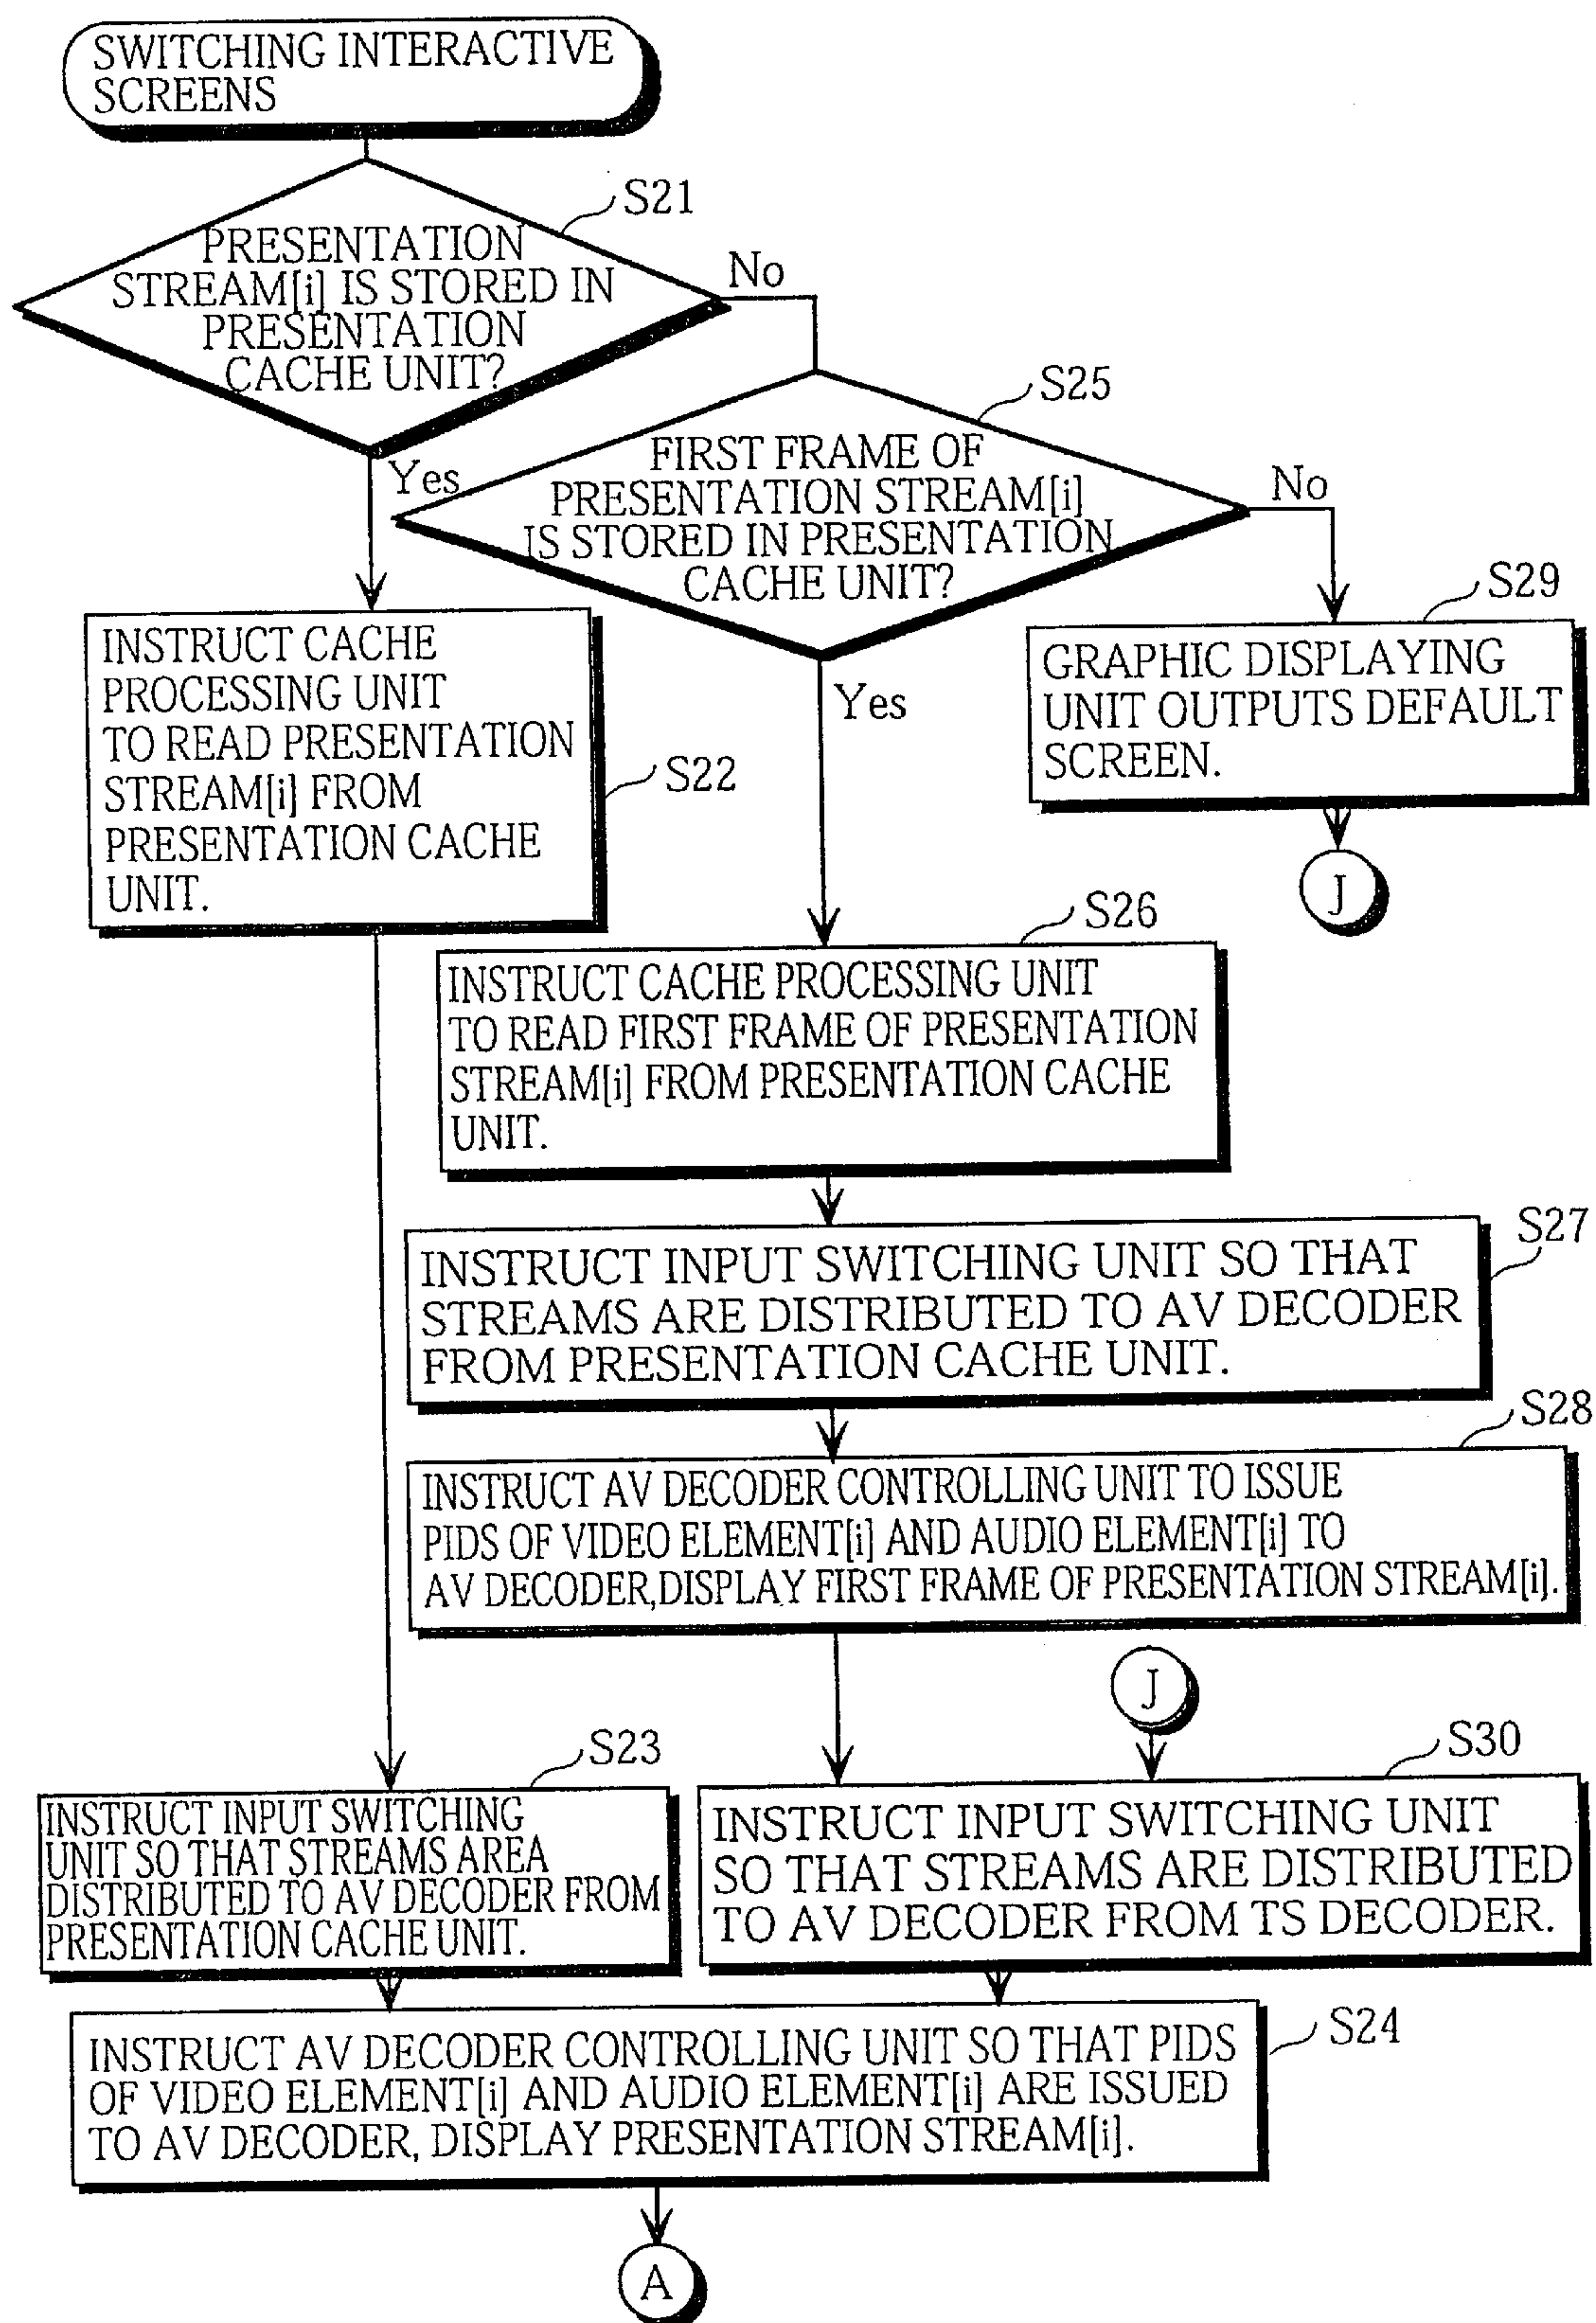 SWITCHING INTERACTIVE
SCREENS
S21
PRESENTATION
STREAM[i] IS STORED IN
PRESENTATION
CACHE UNIT?
No
Yes
S25
FIRST FRAME OF
PRESENTATION STREAM[i]
IS STORED IN PRESENTATION
CACHE UNIT?
No
Yes
S29
GRAPHIC DISPLAYING
UNIT OUTPUTS DEFAULT
SCREEN.
J
INSTRUCT CACHE
PROCESSING UNIT
TO READ PRESENTATION
STREAM[i] FROM
PRESENTATION CACHE
UNIT.
S22
S26
INSTRUCT CACHE PROCESSING UNIT
TO READ FIRST FRAME OF PRESENTATION
STREAM[i] FROM PRESENTATION CACHE
UNIT.
S27
INSTRUCT INPUT SWITCHING UNIT SO THAT
STREAMS ARE DISTRIBUTED TO AV DECODER
FROM PRESENTATION CACHE UNIT.
S28
INSTRUCT AV DECODER CONTROLLING UNIT TO ISSUE
PIDS OF VIDEO ELEMENT[i] AND AUDIO ELEMENT[i] TO
AV DECODER,DISPLAY FIRST FRAME OF PRESENTATION STREAM[i].
J
S23
INSTRUCT INPUT SWITCHING
UNIT SO THAT STREAMS AREA
DISTRIBUTED TO AV DECODER FROM
PRESENTATION CACHE UNIT.
S30
INSTRUCT INPUT SWITCHING UNIT
SO THAT STREAMS ARE DISTRIBUTED
TO AV DECODER FROM TS DECODER.
S24
INSTRUCT AV DECODER CONTROLLING UNIT SO THAT PIDS
OF VIDEO ELEMENT[i] AND AUDIO ELEMENT[i] ARE ISSUED
TO AV DECODER, DISPLAY PRESENTATION STREAM[i].
A